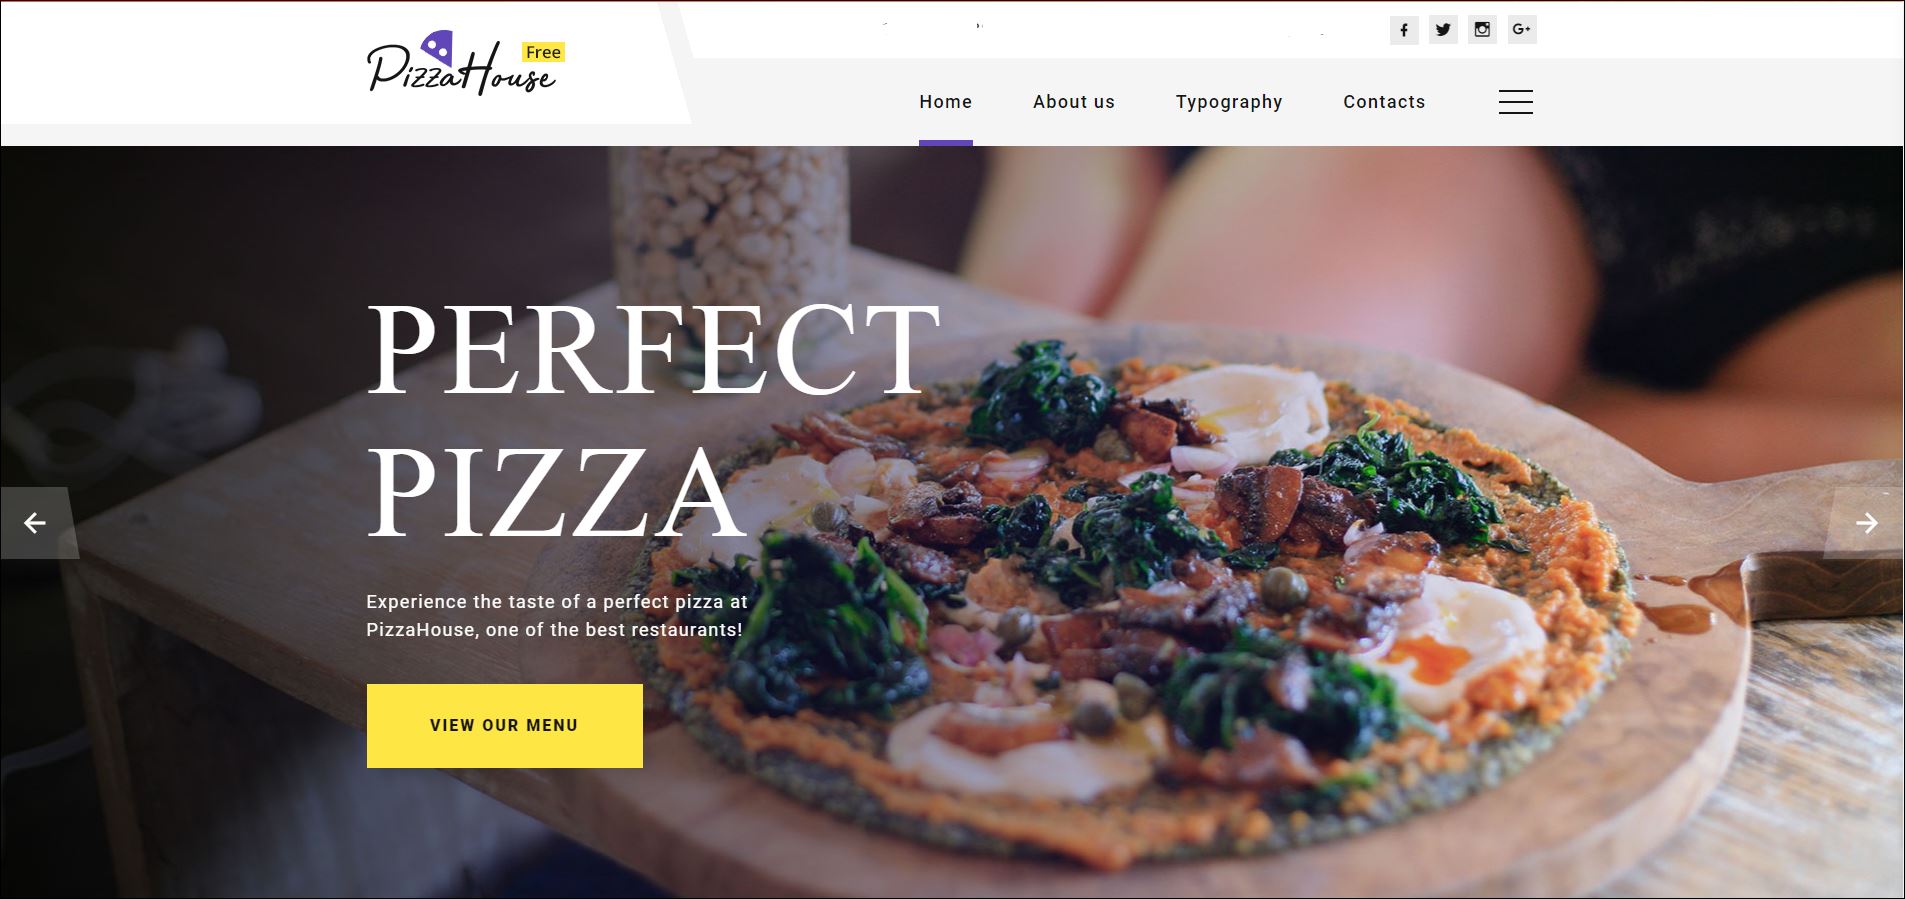 PizzaHouse
Free
G+
Home
About us
Typography
Contacts
PERFECT
PIZZA
Experience the taste of a perfect pizza at
PizzaHouse, one of the best restaurants!
VIEW OUR MENU